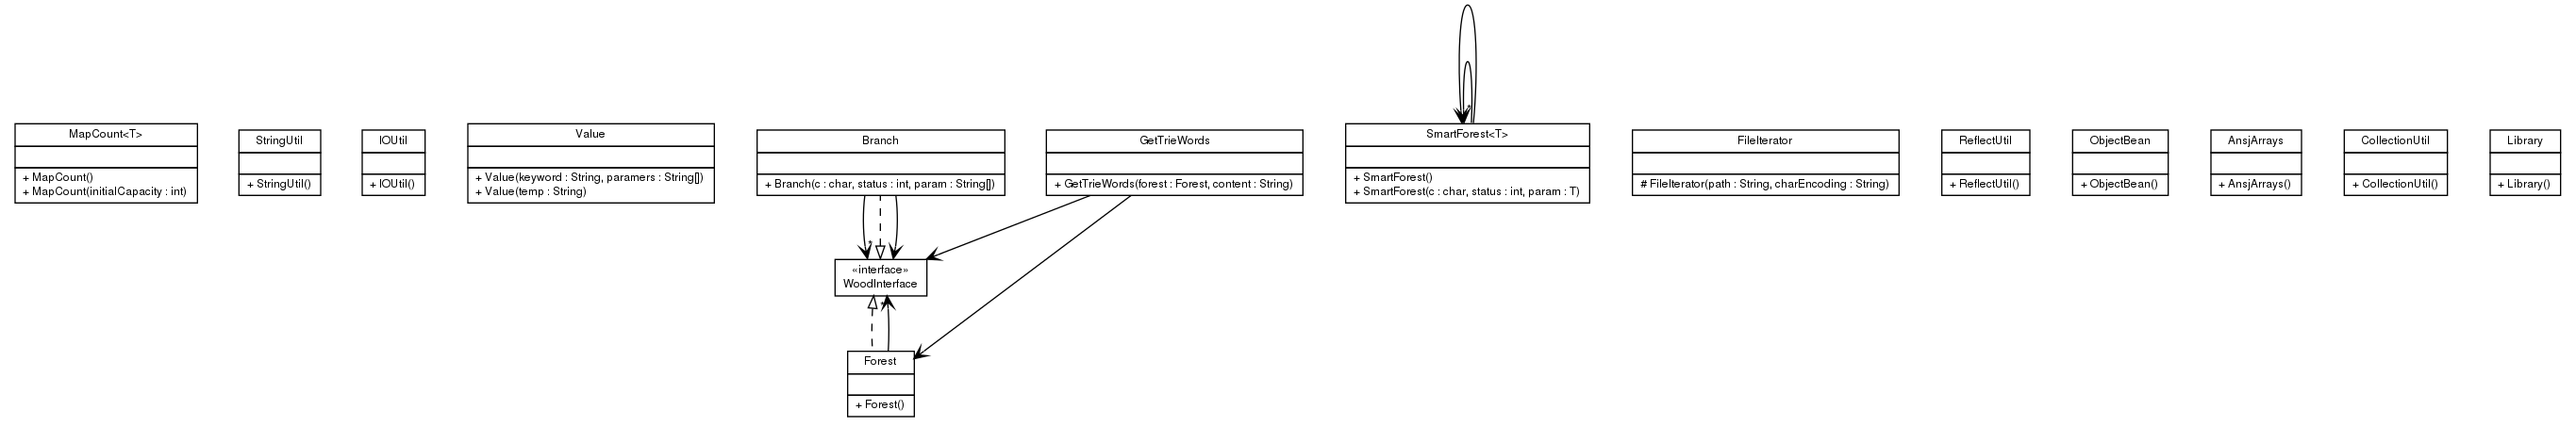 MapCount<T>
+ MapCount()
+ MapCount(initialCapacity : int)
StringUtil
+ StringUtil()
IOUtil
+ IOUtil()
Value
+ Value(keyword : String, paramers : String[])
+ Value(temp : String)
Branch
+ Branch(c : char, status : int, param : String[])
GetTrieWords
+ GetTrieWords(forest : Forest, content : String)
*
SmartForest<T>
+ SmartForest()
+ SmartForest(c : char, status : int, param : T)
FileIterator
# FileIterator(path : String, charEncoding : String)
ReflectUtil
+ ReflectUtil()
ObjectBean
+ ObjectBean()
AnsjArrays
+ AnsjArrays()
CollectionUtil
+ CollectionUtil()
Library
+ Library()
*
«interface»
WoodInterface
*
Forest
+ Forest()